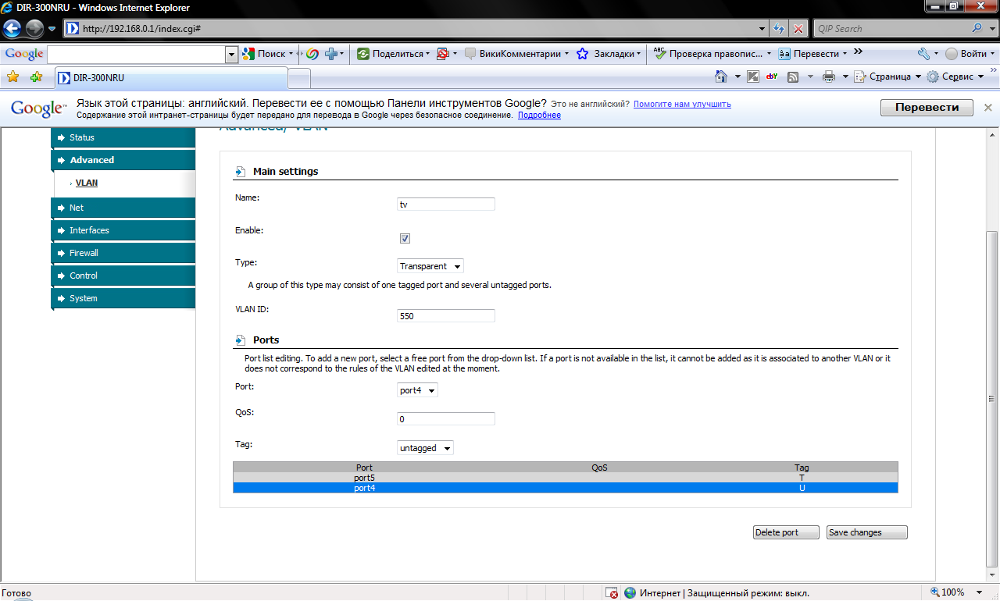 DIR-300NRU - Windows Internet Explorer
http://192.168.0.1/index.cgi#
QIP Search
Google Поиск Поделиться ВикиКомментарии Закладки ABC Проверка правопис... Перевести Войти
DIR-300NRU
Страница Сервис
Google Язык этой страницы: английский. Перевести ее с помощью Панели инструментов Google? Это не английский? Помогите нам улучшить
Содержание этой интранет-страницы будет передано для перевода в Google через безопасное соединение. Подробнее
Перевести
Advanced/ VLAN
Status
Advanced
VLAN
Net
Interfaces
Firewall
Control
System
Main settings
Name: tv
Enable:
Type: Transparent
A group of this type may consist of one tagged port and several untagged ports.
VLAN ID: 550
Ports
Port list editing. To add a new port, select a free port from the drop-down list. If a port is not available in the list, it cannot be added as it is associated to another VLAN or it
does not correspond to the rules of the VLAN edited at the moment.
Port: port4
QoS: 0
Tag: untagged
Port QoS Tag
port5 T
port4 U
Delete port Save changes
Готово
Интернет | Защищенный режим: выкл.
100%